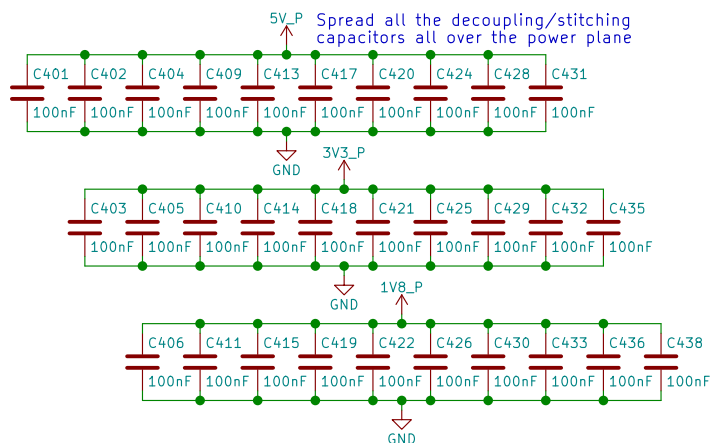 5V_P
Spread all the decoupling/stitching
capacitors all over the power plane
C401 C402 C404 C409 C413 C417 C420 C424 C428 C431
100nF 100nF 100nF 100nF 100nF 100nF 100nF 100nF 100nF 100nF
GND
3V3_P
C403 C405 C410 C414 C418 C421 C425 C429 C432 C435
100nF 100nF 100nF 100nF 100nF 100nF 100nF 100nF 100nF 100nF
GND
1V8_P
C406 C411 C415 C419 C422 C426 C430 C433 C436 C438
100nF 100nF 100nF 100nF 100nF 100nF 100nF 100nF 100nF 100nF
GND